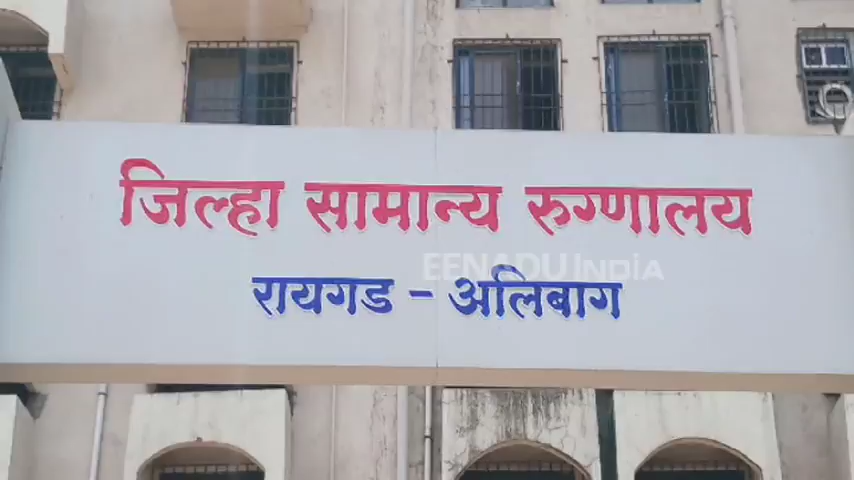 जिल्हा सामान्य रुग्णालय
EENADU INDIA
रायगड - अलिबाग